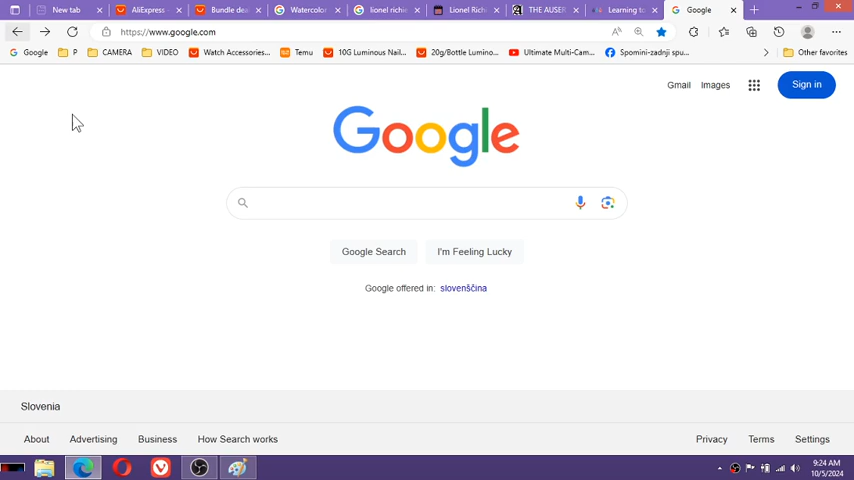 New tab
AliExpress
Bundle dea
Watercolor
lionel richie
Lionel Rich
THE AUSER
Learning to
Google
https://www.google.com
Google
P
CAMERA
VIDEO
Watch Accessories...
Temu
10G Luminous Nail...
20g/Bottle Lumino...
Ultimate Multi-Cam...
Spomini-zadnji spu...
Other favorites
Gmail
Images
Sign in
Google
Google Search
I'm Feeling Lucky
Google offered in: slovenščina
Slovenia
About
Advertising
Business
How Search works
Privacy
Terms
Settings
9:24 AM
10/5/2024